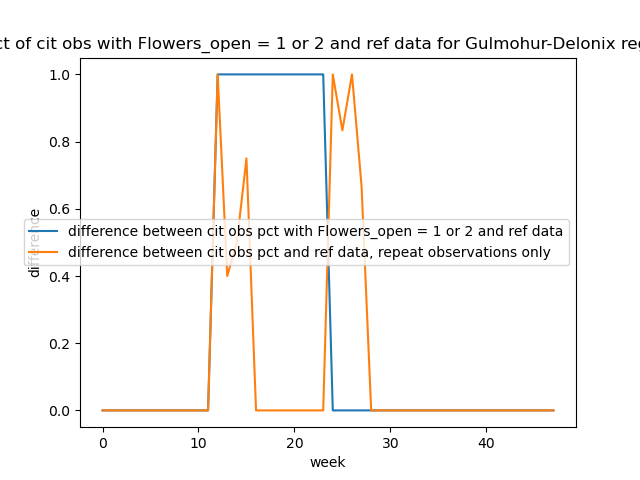 ct of cit obs with Flowers_open = 1 or 2 and ref data for Gulmohur-Delonix reg
1.0
0.8
0.6
0.4
0.2
0.0
difference
difference between cit obs pct with Flowers_open = 1 or 2 and ref data
difference between cit obs pct and ref data, repeat observations only
0 10 20 30 40
week